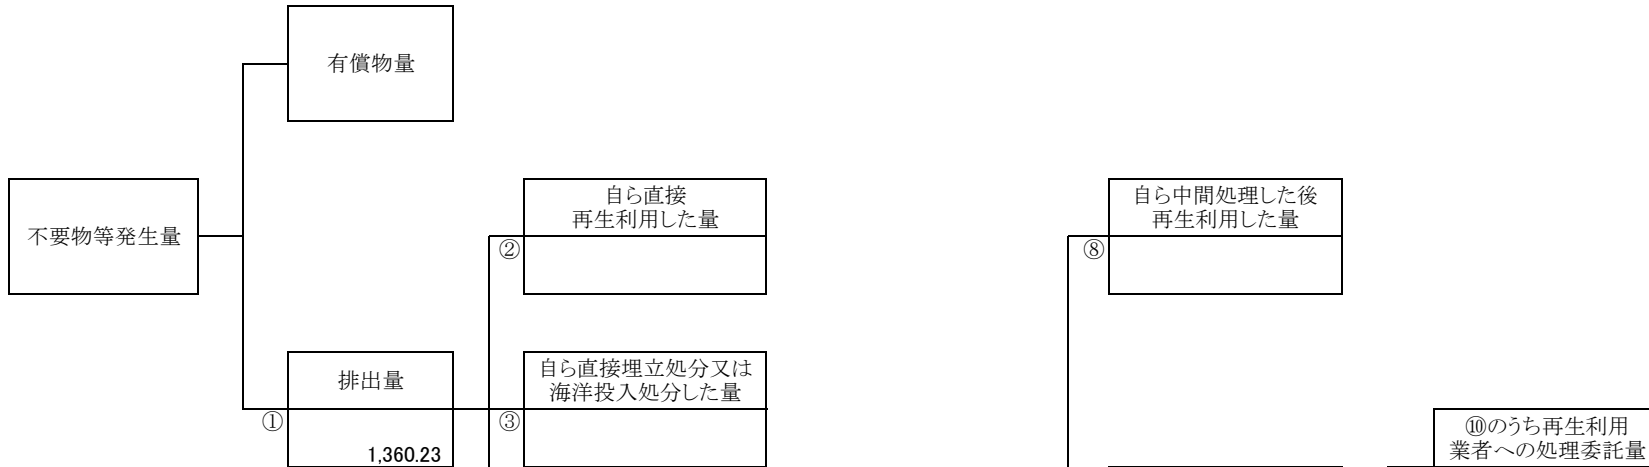 有償物量
不要物等発生量
自ら直接
再生利用した量
②
自ら中間処理した後
再生利用した量
⑧
排出量
①
1,360.23
自ら直接埋立処分又は
海洋投入処分した量
③
⑩のうち再生利用
業者への処理委託量